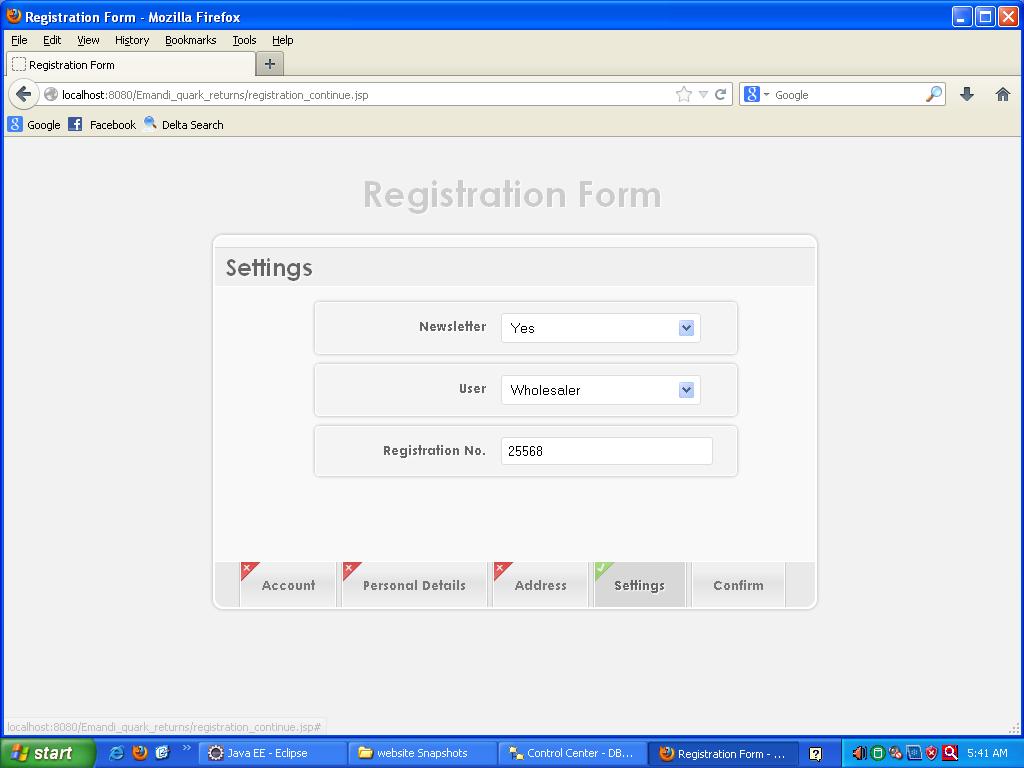 Registration Form - Mozilla Firefox
File Edit View History Bookmarks Tools Help
Registration Form
localhost:8080/Emandi_quark_returns/registration_continue.jsp
Google
Google Facebook Delta Search
Registration Form
Settings
Newsletter Yes
User Wholesaler
Registration No. 25568
Account Personal Details Address Settings Confirm
localhost:8080/Emandi_quark_returns/registration_continue.jsp#
start Java EE - Eclipse website Snapshots Control Center - DB... Registration Form - ... 5:41 AM